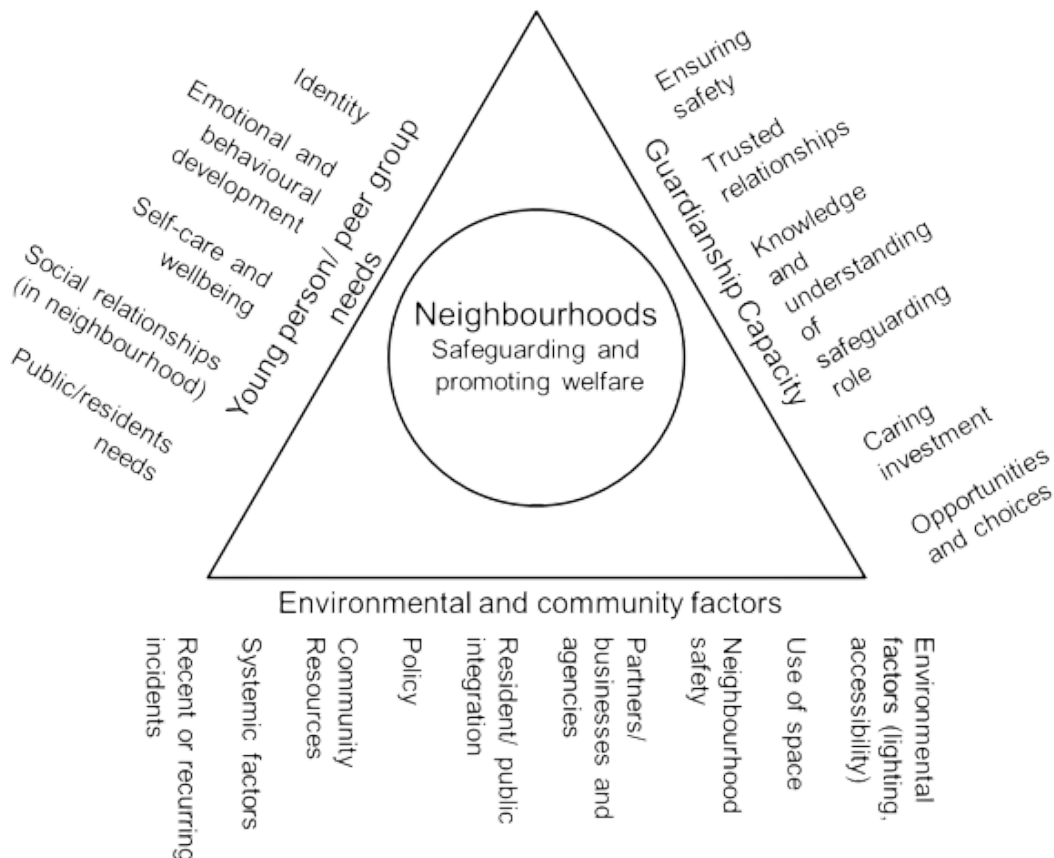 Identity
Emotional and
behavioural
development
Self-care and
wellbeing
Social relationships
(in neighbourhood)
Public/residents
needs
Young person/ peer group
needs
Ensuring
safety
Trusted
relationships
Knowledge
and
understanding
of
safeguarding
role
Caring
investment
Opportunities
and choices
Guardianship Capacity
Neighbourhoods
Safeguarding and
promoting welfare
Environmental and community factors
Recent or recurring
incidents
Systemic factors
Community
Resources
Policy
Resident/ public
integration
Partners/
businesses and
agencies
Neighbourhood
safety
Use of space
Environmental
factors (lighting,
accessibility)